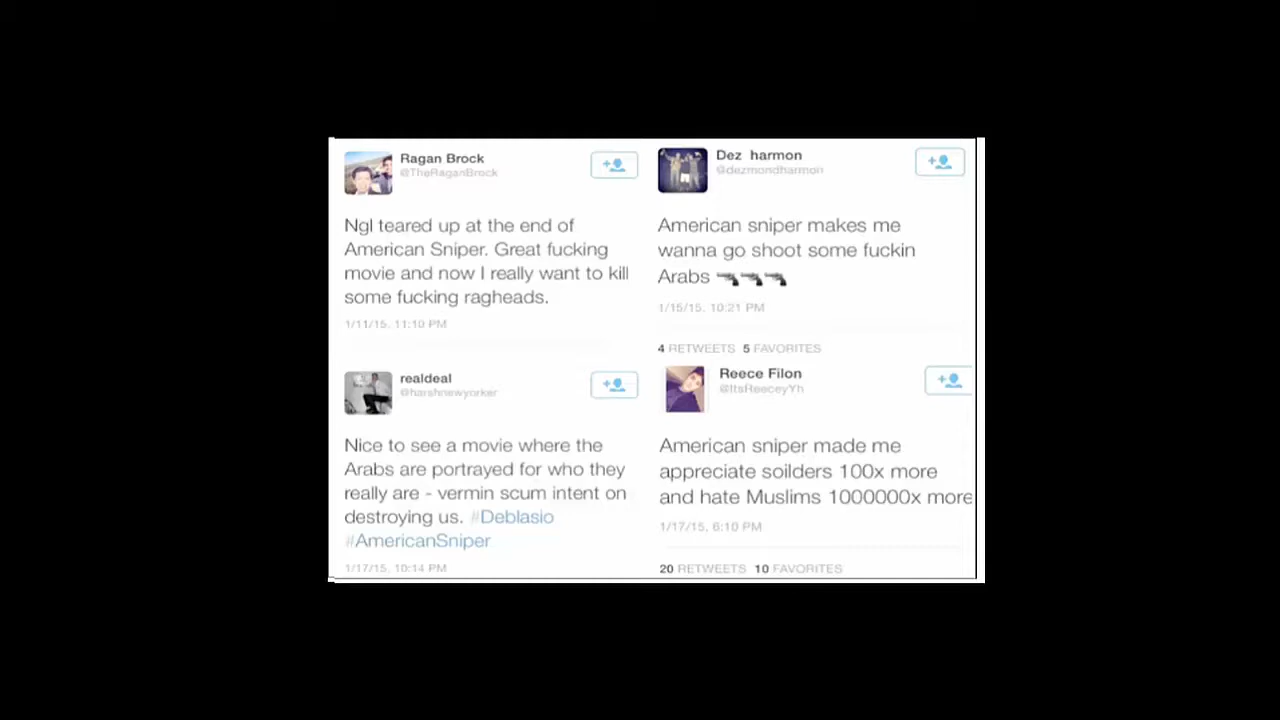 Ragan Brock
@TheRaganBrock
Ngl teared up at the end of
American Sniper. Great fucking
movie and now I really want to kill
some fucking ragheads.
1/11/15, 11:10 PM
Dez harmon
@dezmondharmon
American sniper makes me
wanna go shoot some fuckin
Arabs 🔫🔫🔫
1/15/15, 10:21 PM
4 RETWEETS 5 FAVORITES
realdeal
@harshnewyorker
Nice to see a movie where the
Arabs are portrayed for who they
really are - vermin scum intent on
destroying us. #Deblasio
#AmericanSniper
1/17/15, 10:14 PM
Reece Filon
@ItsReeceyYh
American sniper made me
appreciate soilders 100x more
and hate Muslims 1000000x more
1/17/15, 6:10 PM
20 RETWEETS 10 FAVORITES